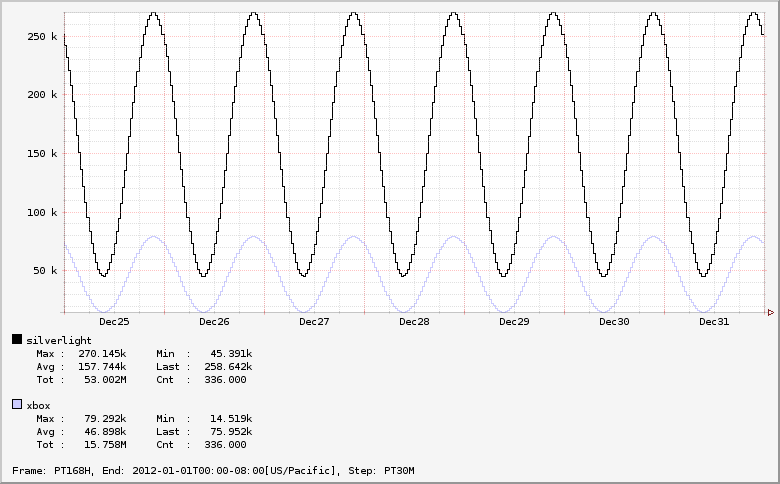 250 k
200 k
150 k
100 k
50 k
Dec25 Dec26 Dec27 Dec28 Dec29 Dec30 Dec31
silverlight
Max : 270.145k Min : 45.391k
Avg : 157.744k Last : 258.642k
Tot : 53.002M Cnt : 336.000
xbox
Max : 79.292k Min : 14.519k
Avg : 46.898k Last : 75.952k
Tot : 15.758M Cnt : 336.000
Frame: PT168H, End: 2012-01-01T00:00-08:00[US/Pacific], Step: PT30M